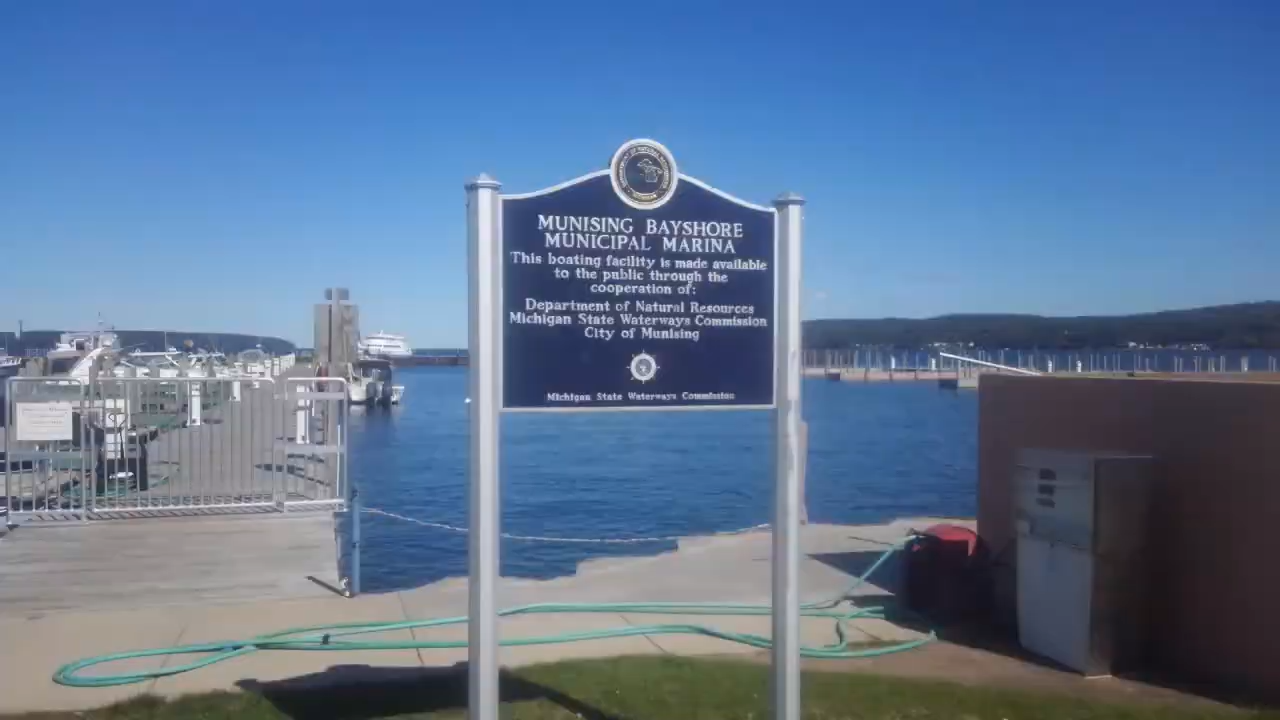 MUNISING BAYSHORE
MUNICIPAL MARINA
This boating facility is made available
to the public through the
cooperation of:
Department of Natural Resources
Michigan State Waterways Commission
City of Munising
Michigan State Waterways Commission